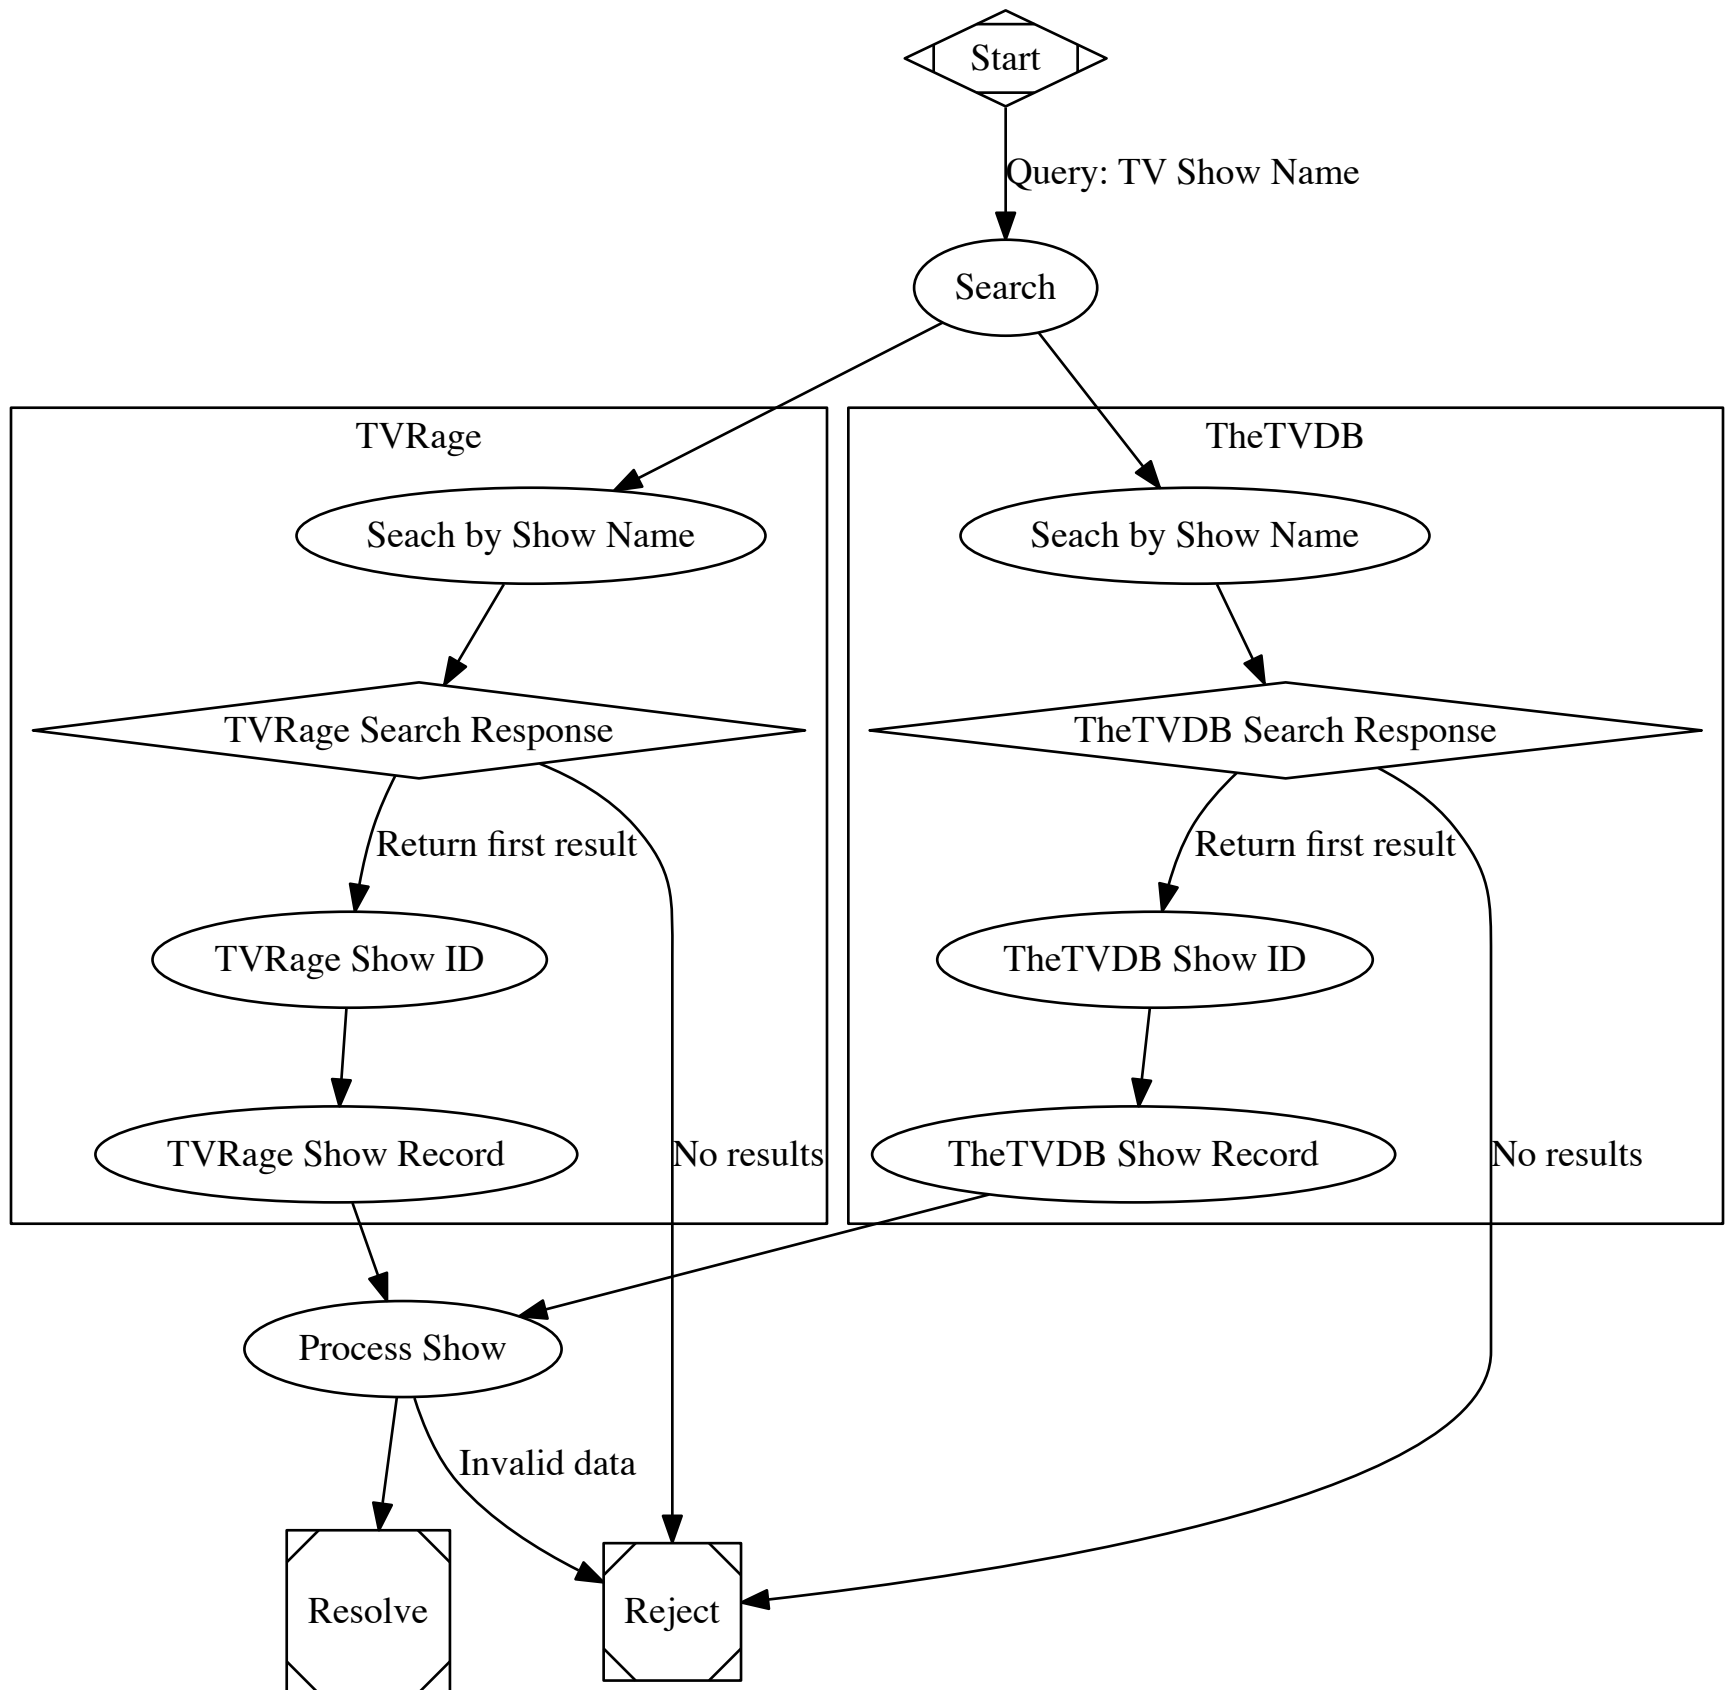 Start
Query: TV Show Name
Search
TVRage
TheTVDB
Seach by Show Name
Seach by Show Name
TVRage Search Response
TheTVDB Search Response
Return first result
Return first result
TVRage Show ID
TheTVDB Show ID
TVRage Show Record
No results
TheTVDB Show Record
No results
Process Show
Invalid data
Resolve
Reject